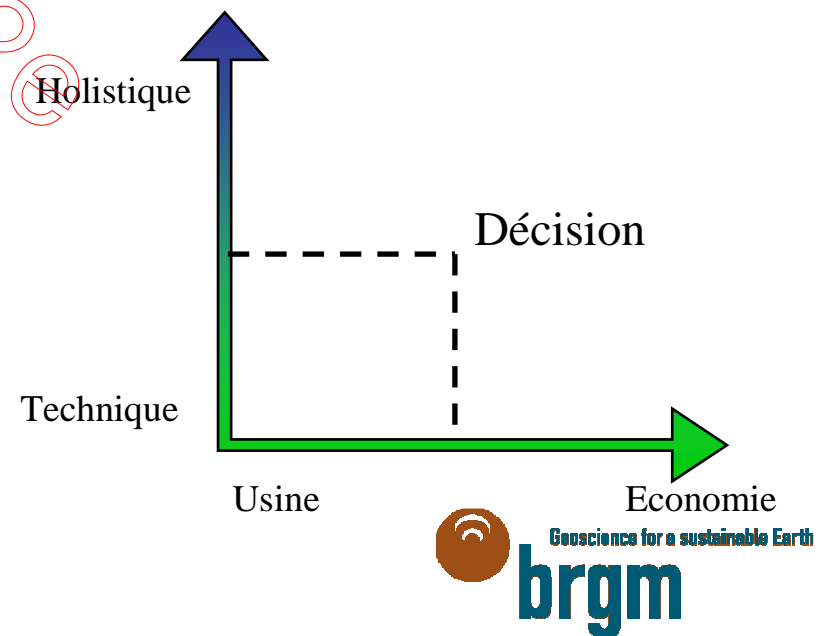 Holistique
Décision
Technique
Usine
Economie
Geoscience for a sustainable Earth
brgm